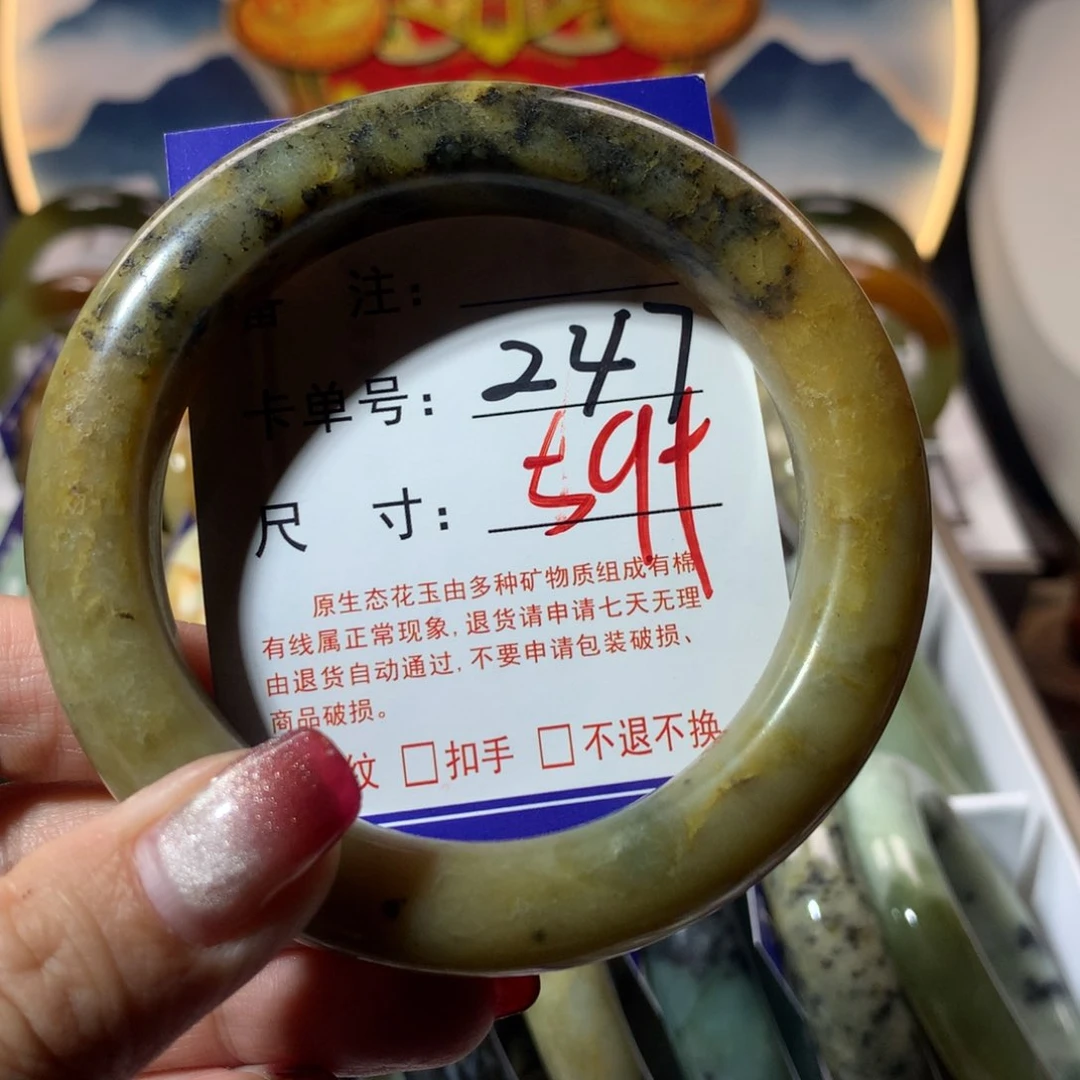 备 注：
卡单号：247
尺 寸：59
原生态花玉由多种矿物质组成有棉
有线属正常现象,退货请申请七天无理
由退货自动通过,不要申请包装破损、
商品破损。
纹 □扣手 □不退不换